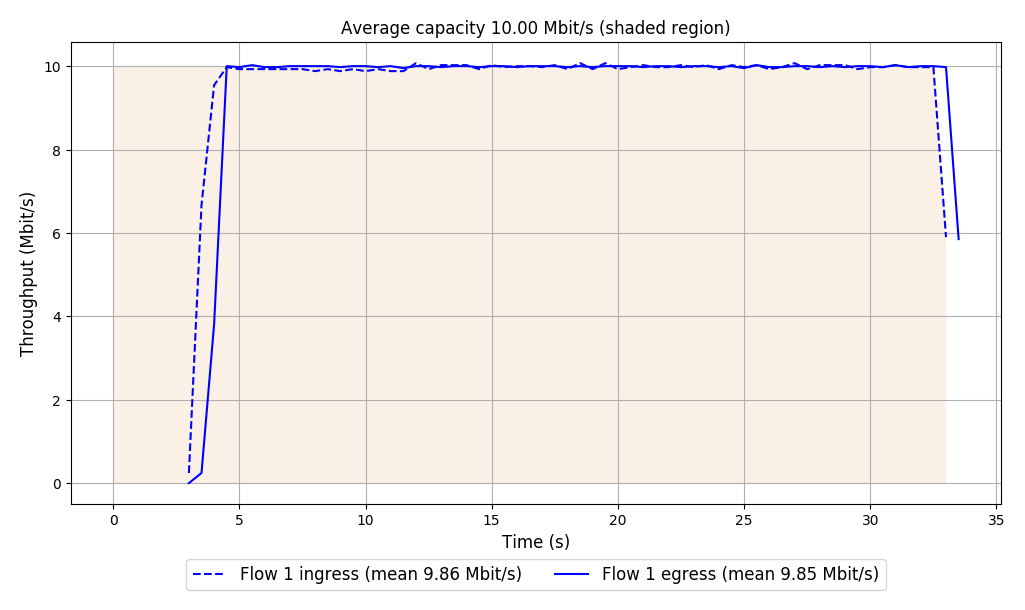 Average capacity 10.00 Mbit/s (shaded region)
Throughput (Mbit/s)
10
8
6
4
2
0
0 5 10 15 20 25 30 35
Time (s)
Flow 1 ingress (mean 9.86 Mbit/s) Flow 1 egress (mean 9.85 Mbit/s)